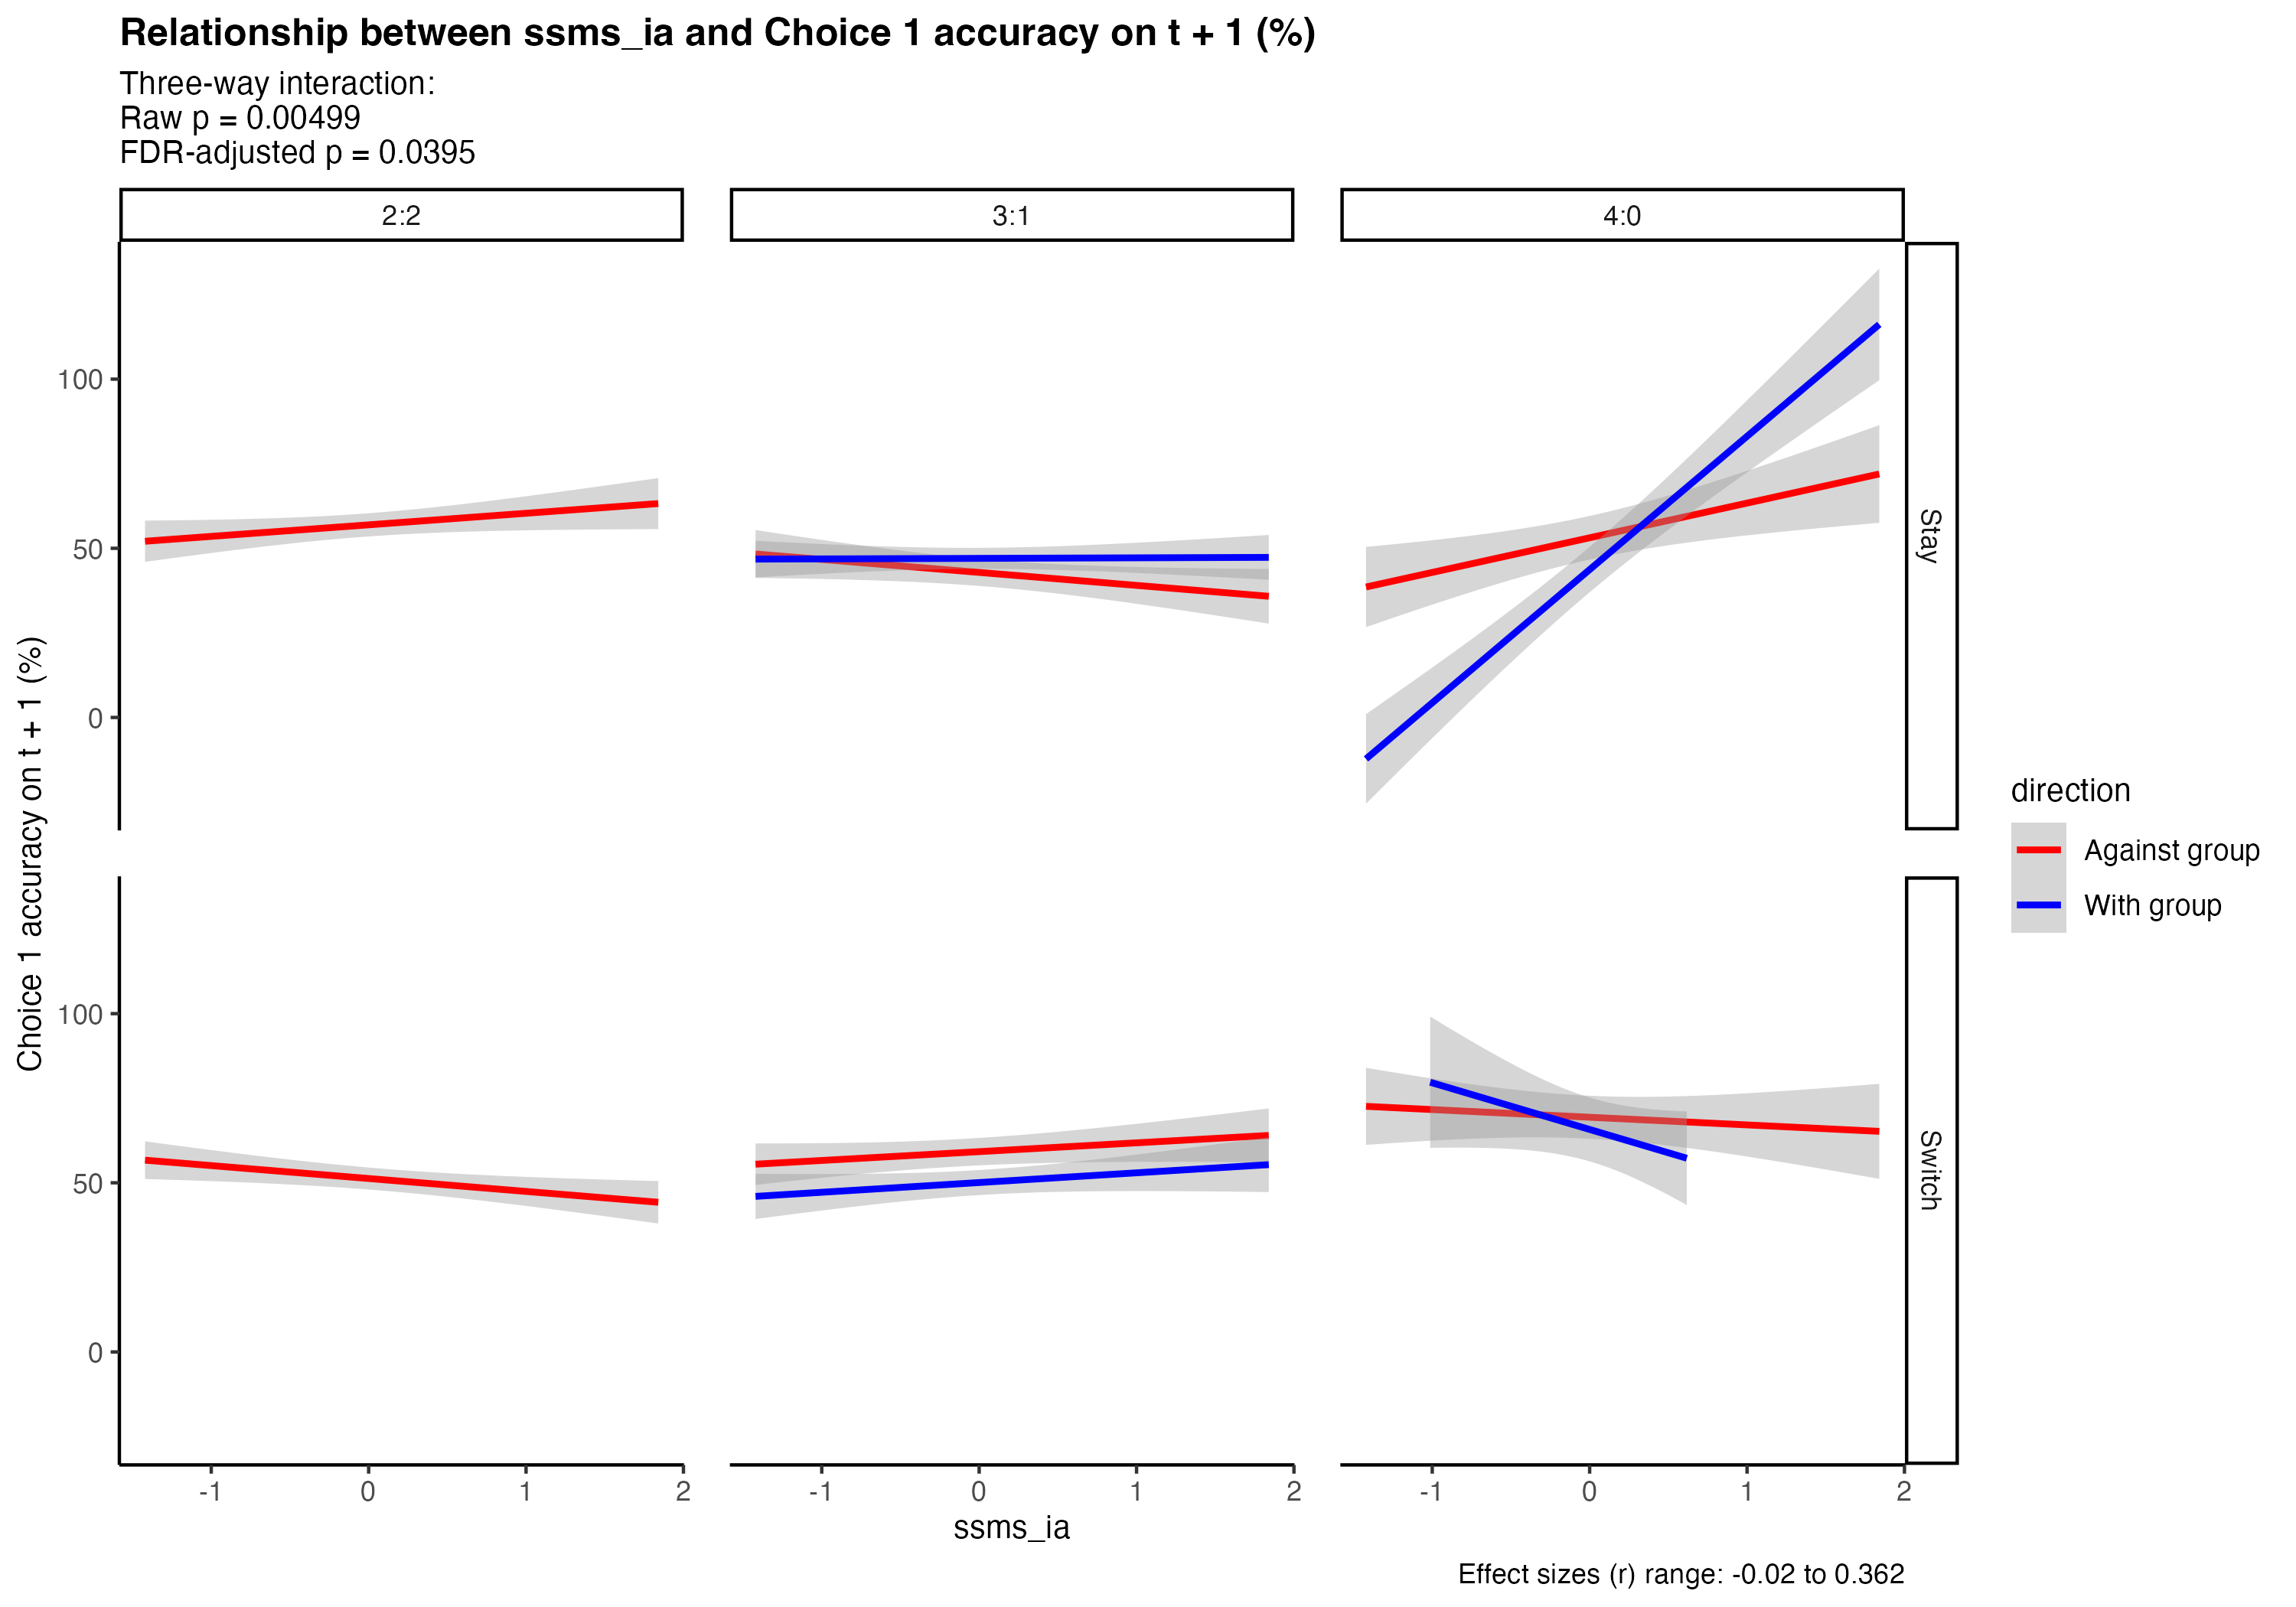 Relationship between ssms_ia and Choice 1 accuracy on t + 1 (%)
Three-way interaction:
Raw p = 0.00499
FDR-adjusted p = 0.0395
2:2
3:1
4:0
100
50
0
Stay
Choice 1 accuracy on t + 1 (%)
direction
Against group
With group
100
50
0
Switch
-1 0 1 2
-1 0 1 2
-1 0 1 2
ssms_ia
Effect sizes (r) range: -0.02 to 0.362